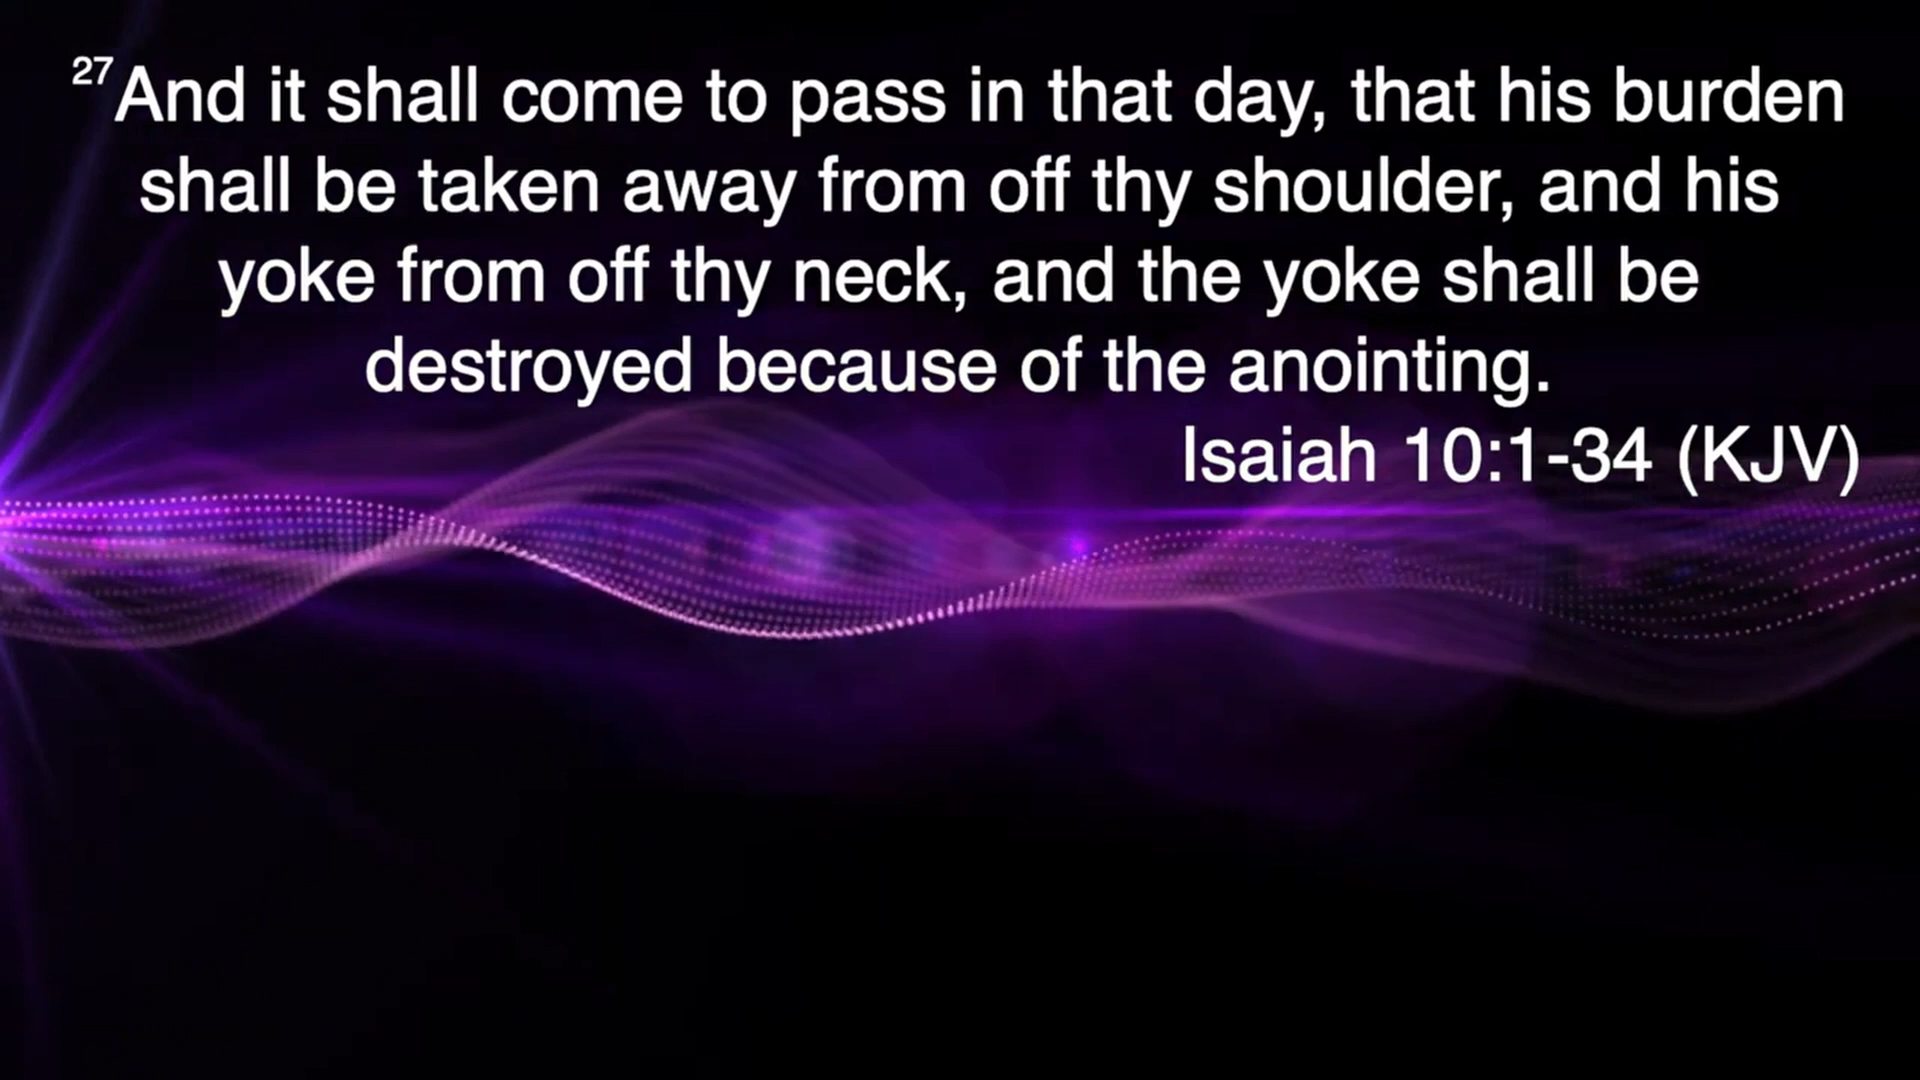 27And it shall come to pass in that day, that his burden
shall be taken away from off thy shoulder, and his
yoke from off thy neck, and the yoke shall be
destroyed because of the anointing.
Isaiah 10:1-34 (KJV)